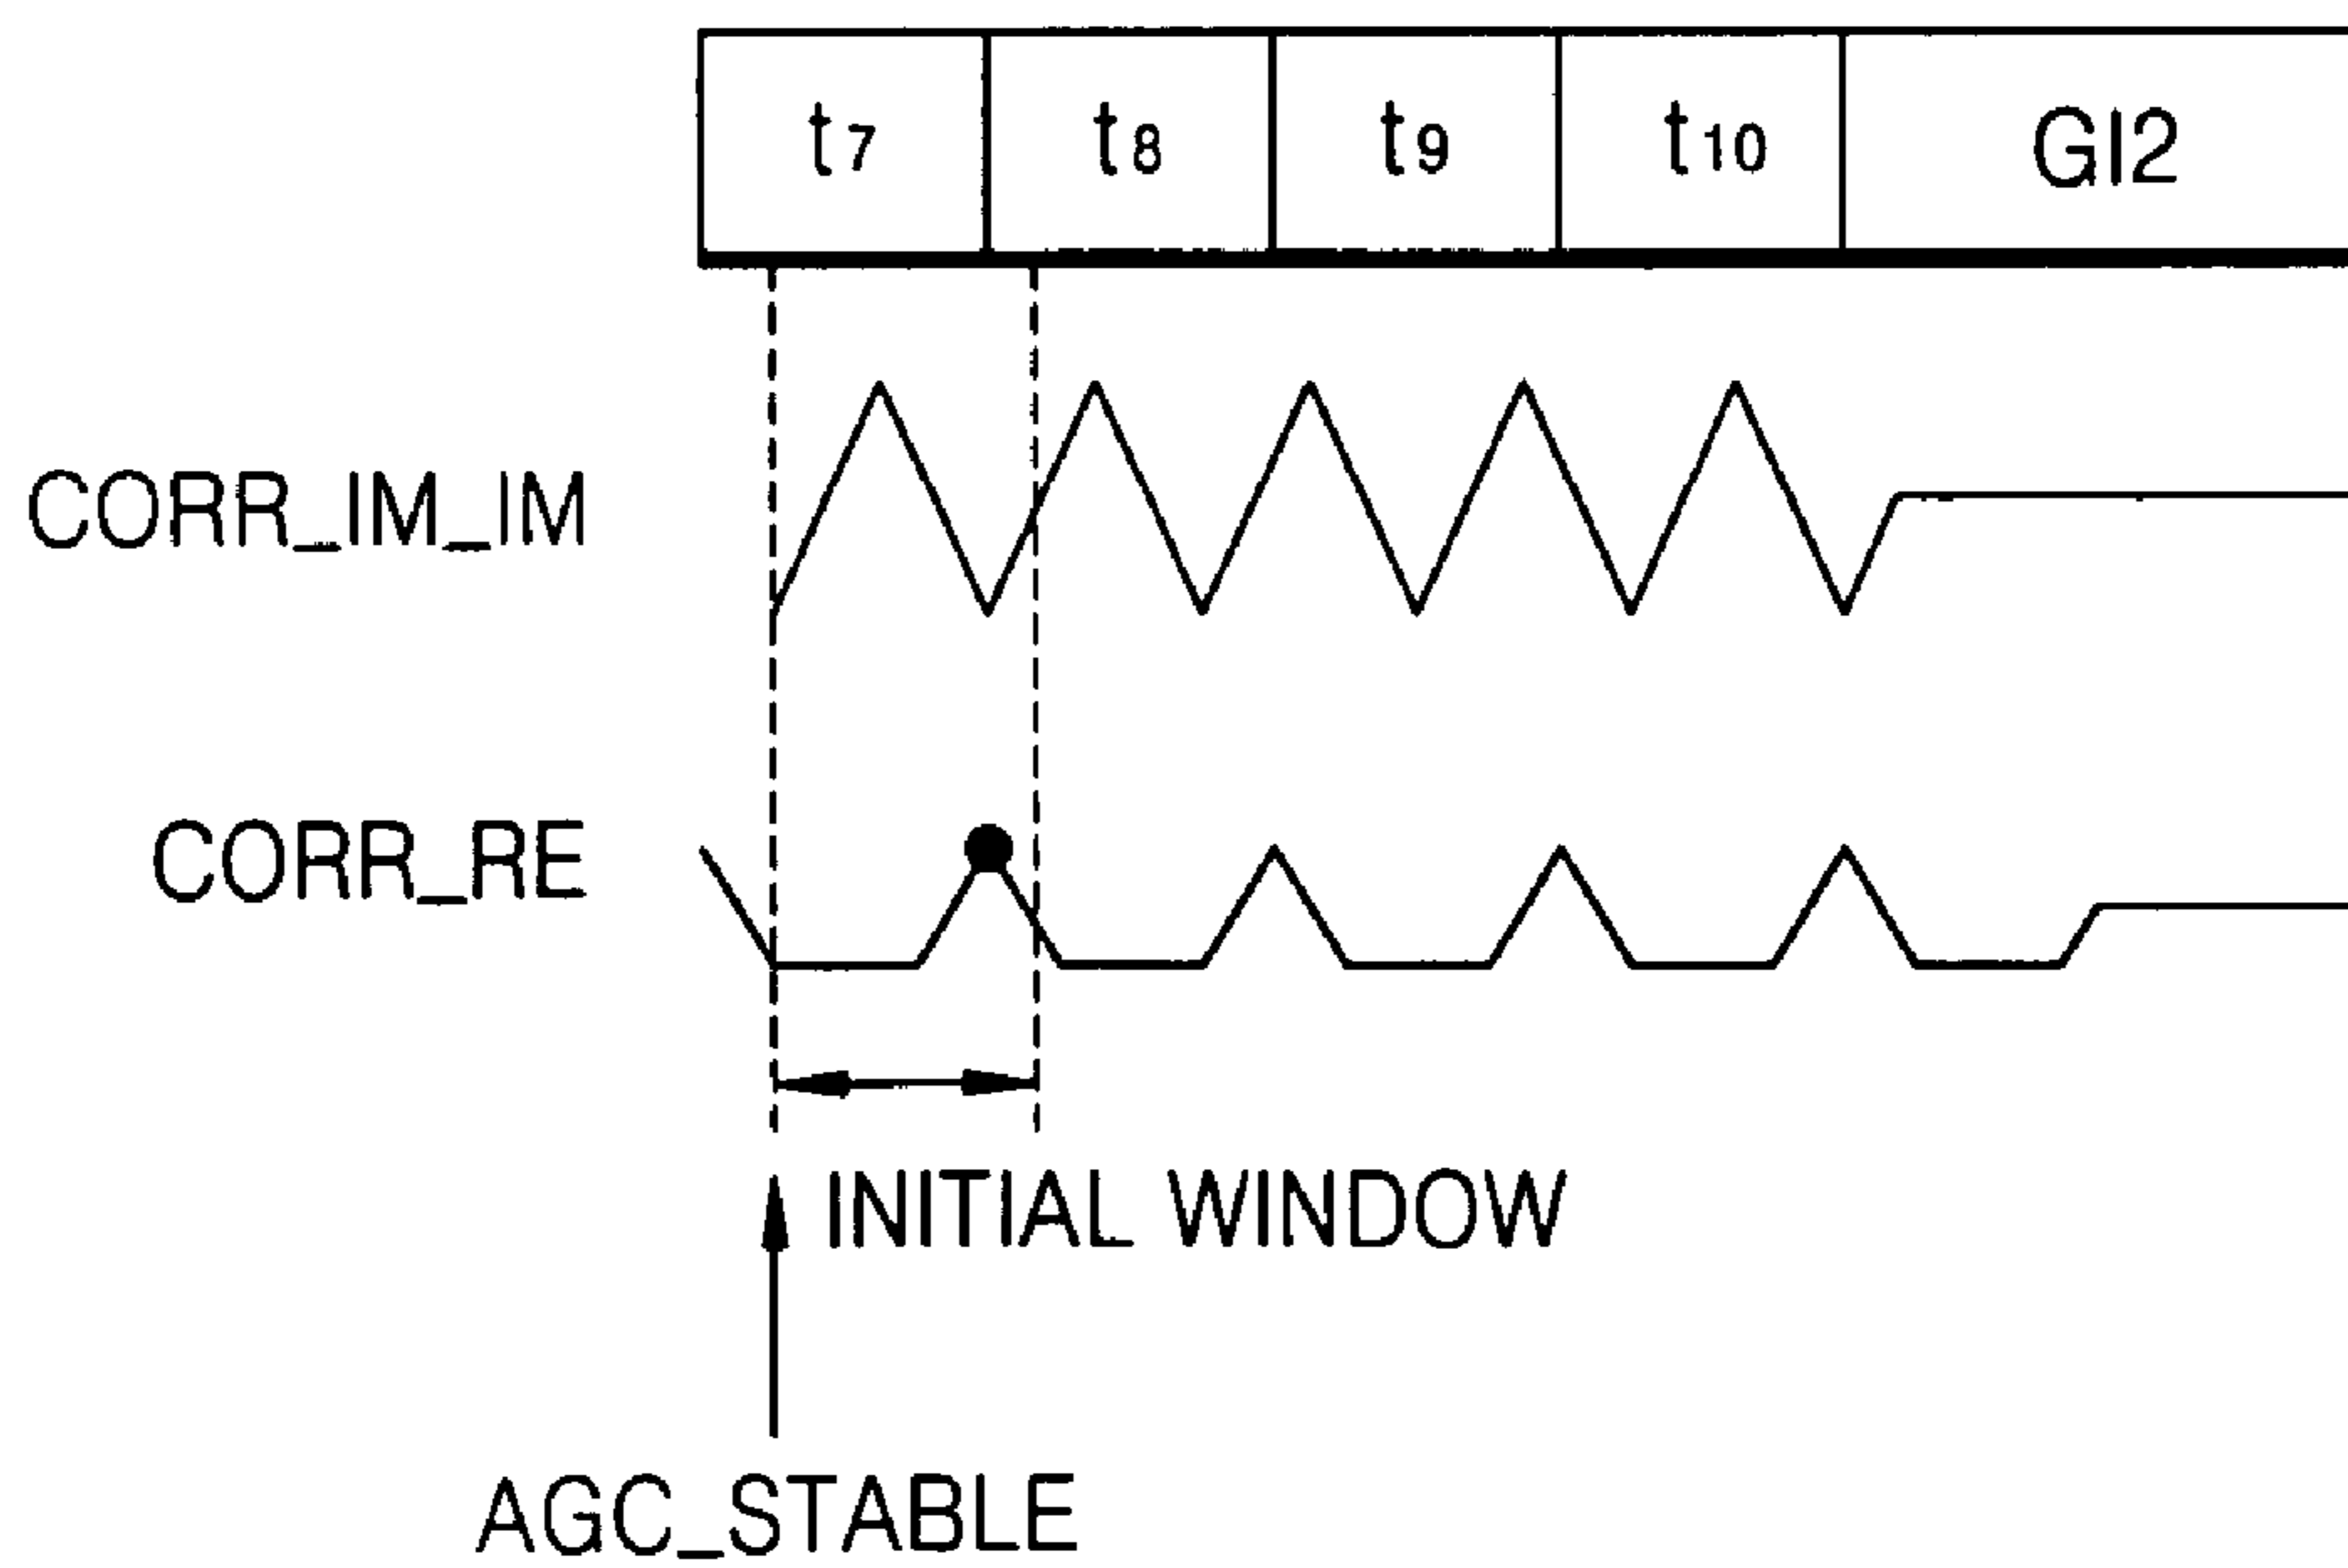 t7 t8 t9 t10 GI2
CORR_IM_IM
CORR_RE
INITIAL WINDOW
AGC_STABLE